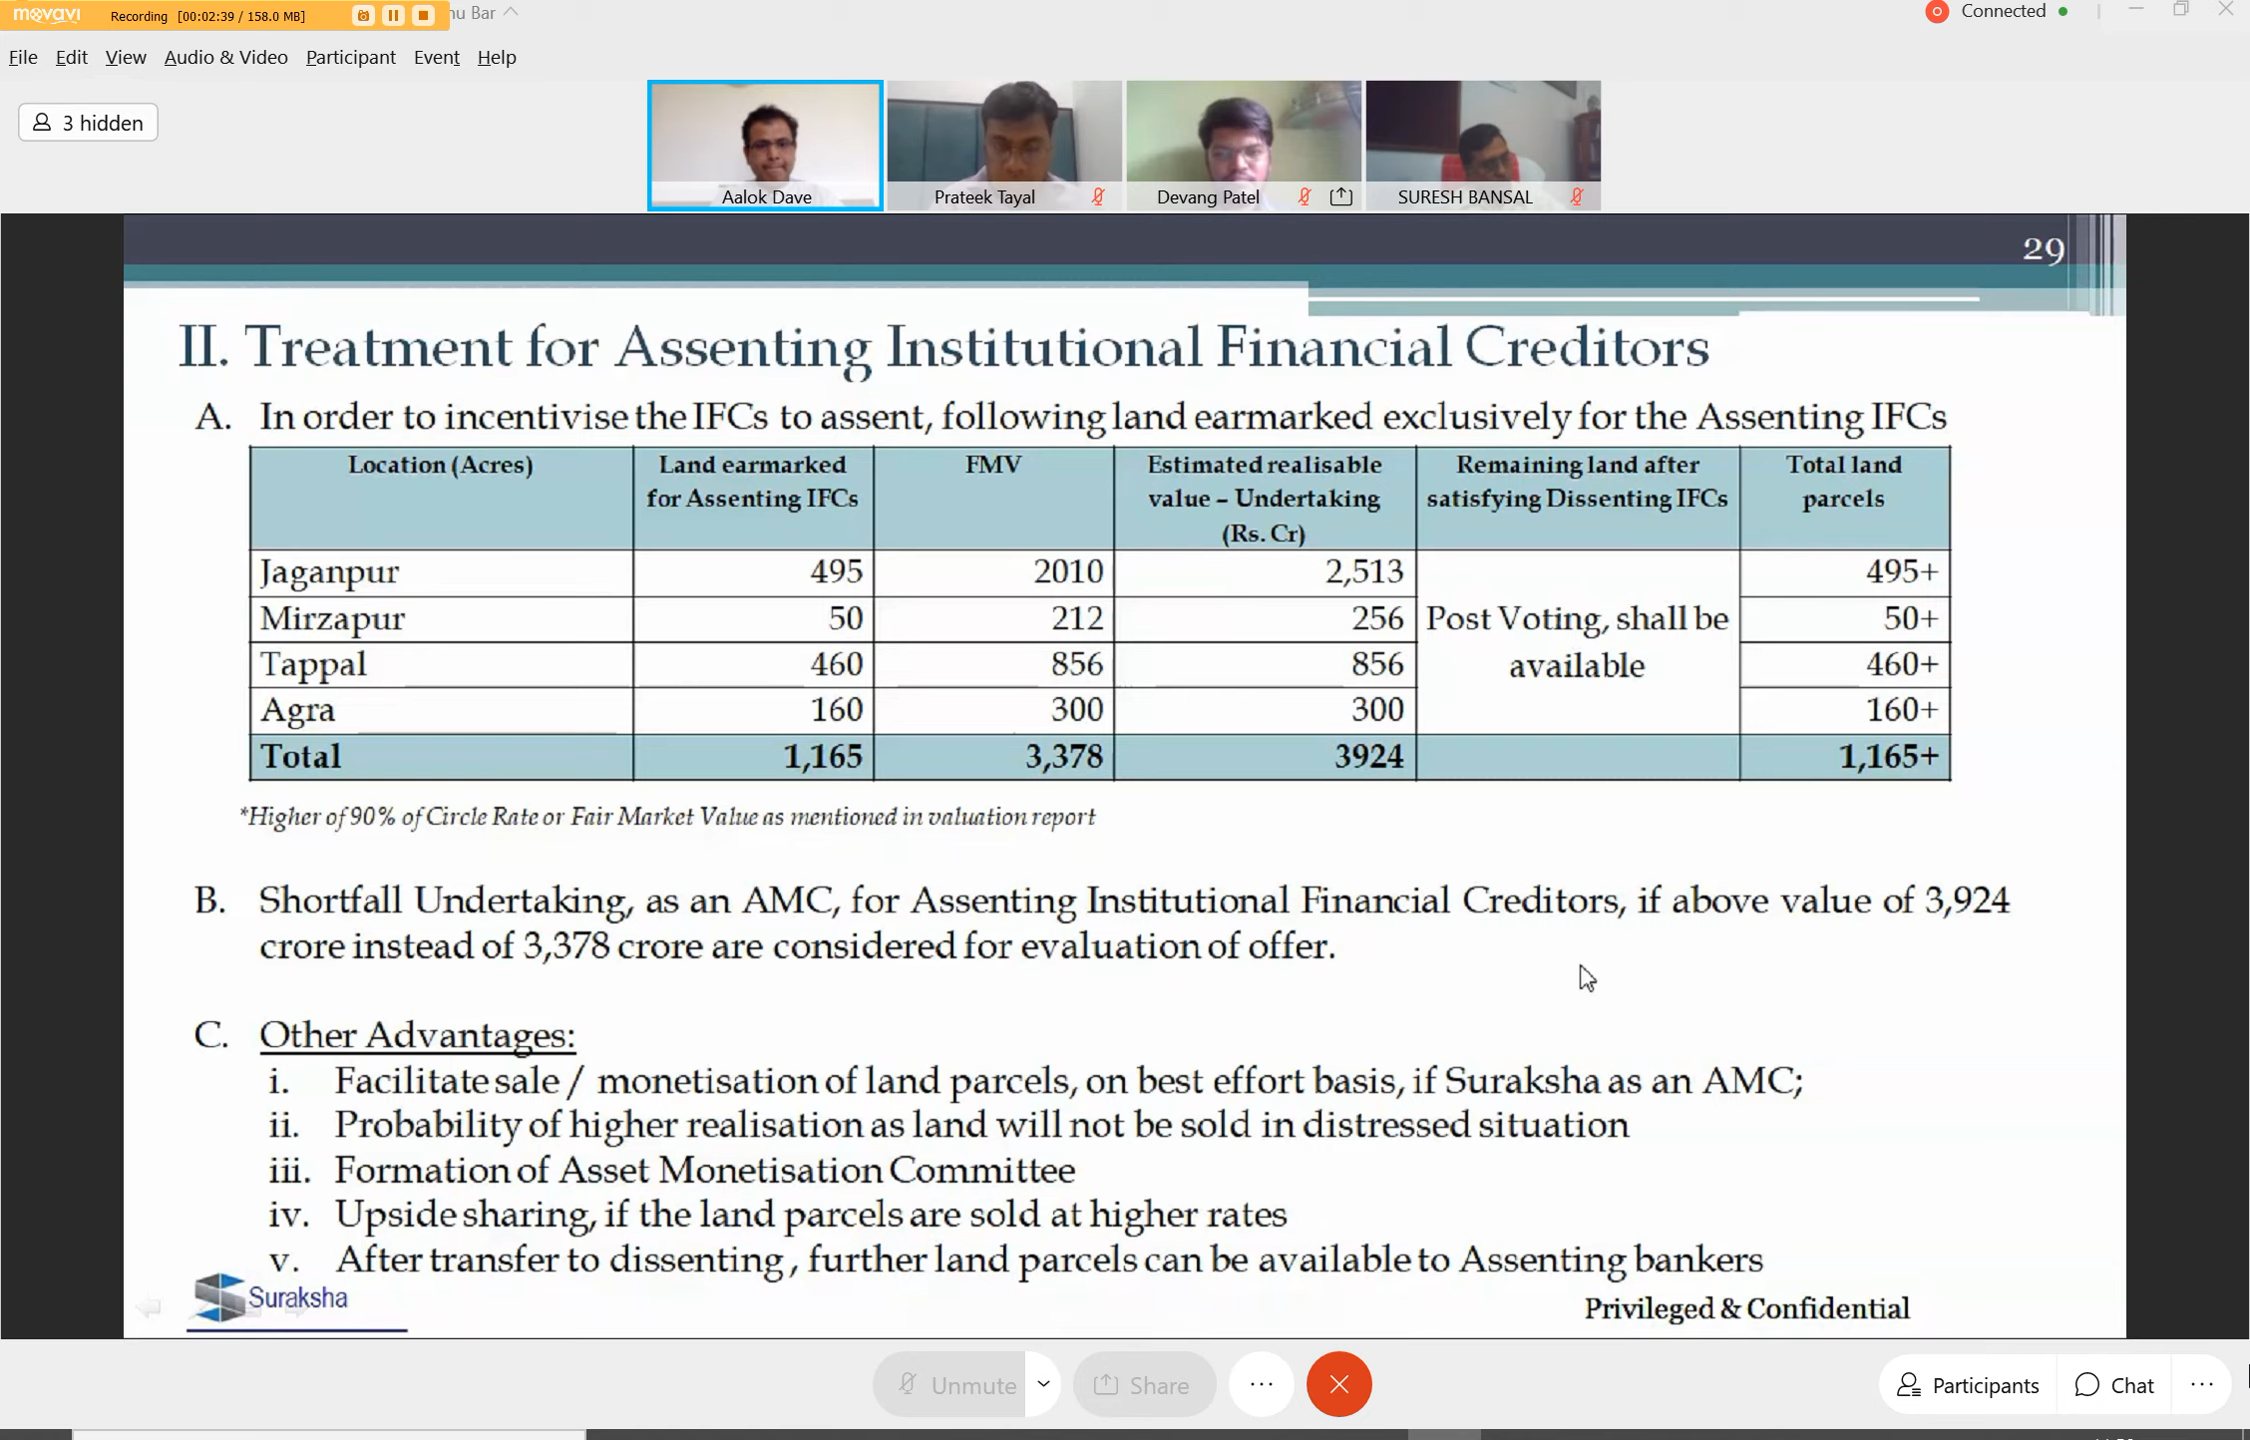 movavi Recording [00:02:39 / 158.0 MB] nu Bar Connected
File Edit View Audio & Video Participant Event Help
3 hidden
Aalok Dave Prateek Tayal Devang Patel SURESH BANSAL
29
II. Treatment for Assenting Institutional Financial Creditors
A. In order to incentivise the IFCs to assent, following land earmarked exclusively for the Assenting IFCs
Location (Acres) Land earmarked for Assenting IFCs FMV Estimated realisable value – Undertaking (Rs. Cr) Remaining land after satisfying Dissenting IFCs Total land parcels
Jaganpur 495 2010 2,513 495+
Mirzapur 50 212 256 Post Voting, shall be 50+
Tappal 460 856 856 available 460+
Agra 160 300 300 160+
Total 1,165 3,378 3924 1,165+
*Higher of 90% of Circle Rate or Fair Market Value as mentioned in valuation report
B. Shortfall Undertaking, as an AMC, for Assenting Institutional Financial Creditors, if above value of 3,924
crore instead of 3,378 crore are considered for evaluation of offer.
C. Other Advantages:
i. Facilitate sale / monetisation of land parcels, on best effort basis, if Suraksha as an AMC;
ii. Probability of higher realisation as land will not be sold in distressed situation
iii. Formation of Asset Monetisation Committee
iv. Upside sharing, if the land parcels are sold at higher rates
v. After transfer to dissenting, further land parcels can be available to Assenting bankers
Suraksha
Privileged & Confidential
Unmute Share Participants Chat